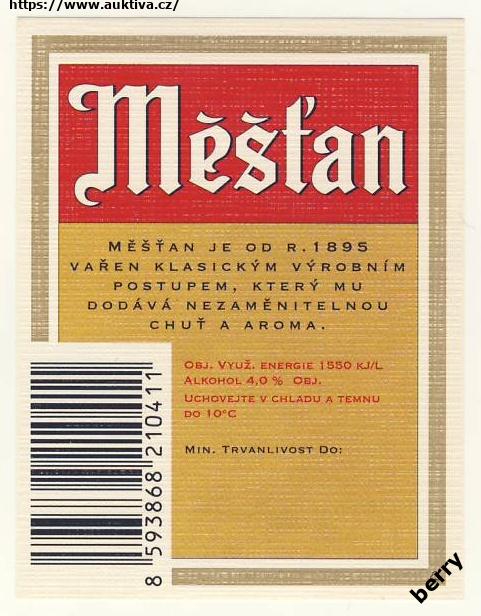 https://www.auktiva.cz/
Měšťan
MĚŠŤAN JE OD R.1895
VAŘEN KLASICKÝM VÝROBNÍM
POSTUPEM, KTERÝ MU
DODÁVÁ NEZAMĚNITELNOU
CHUŤ A AROMA.
OBJ. VYUŽ. ENERGIE 1550 KJ/L
ALKOHOL 4,0 % OBJ.
UCHOVEJTE V CHLADU A TEMNU
DO 10°C
MIN. TRVANLIVOST DO:
8 593868 210411
berry